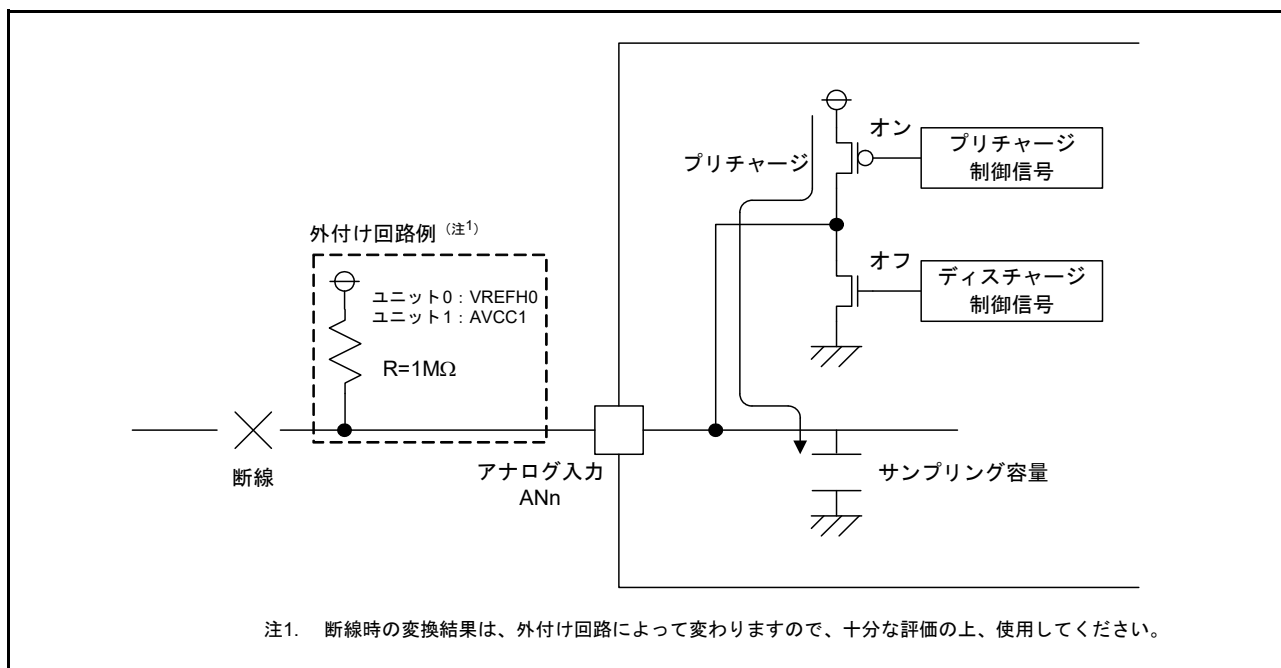 オン
プリチャージ
制御信号
プリチャージ
外付け回路例（注1）
オフ
ディスチャージ
制御信号
ユニット0：VREFH0
ユニット1：AVCC1
R=1MΩ
断線
アナログ入力
ANn
サンプリング容量
注1. 断線時の変換結果は、外付け回路によって変わりますので、十分な評価の上、使用してください。